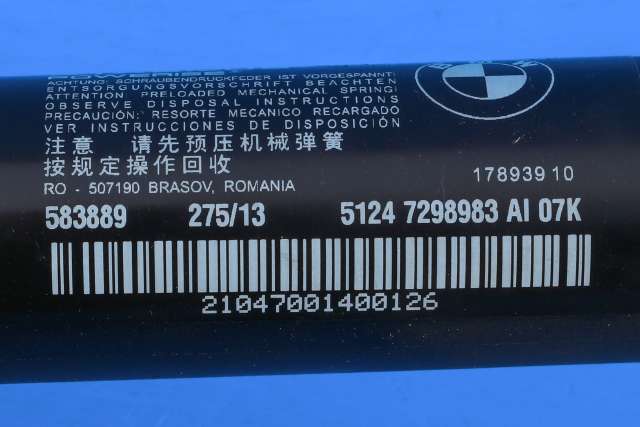 POWERISE
ACHTUNG: SCHRAUBENDRUCKFEDER IST VORGESPANNT!
ENTSORGUNGSVORSCHRIFT BEACHTEN
ATTENTION: PRELOADED MECHANICAL SPRING!
OBSERVE DISPOSAL INSTRUCTIONS
PRECAUCIÓN: RESORTE MECANICO RECARGADO
VER INSTRUCCIONES DE DISPOSICIÓN
注意 请先预压机械弹簧
按规定操作回收
RO - 507190 BRASOV, ROMANIA
17893910
583889 275/13 5124 7298983 AI 07K
21047001400126